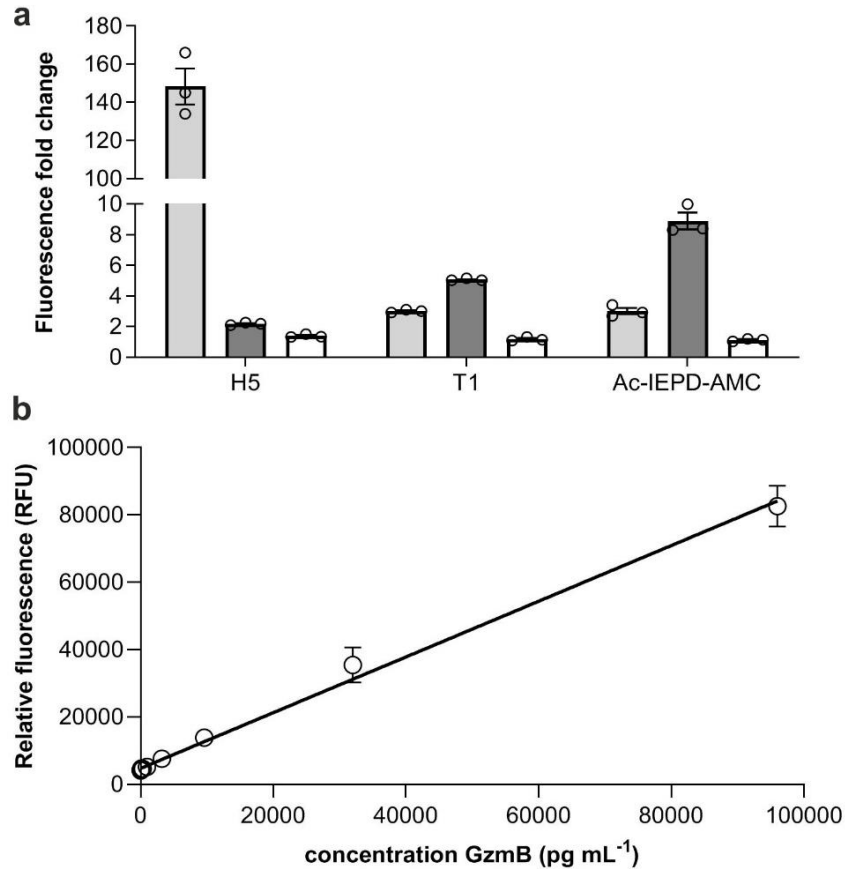 a
Fluorescence fold change
180
160
140
120
100
10
8
6
4
2
0
H5 T1 Ac-IEPD-AMC
b
Relative fluorescence (RFU)
100000
80000
60000
40000
20000
0
0 20000 40000 60000 80000 100000
concentration GzmB (pg mL⁻¹)